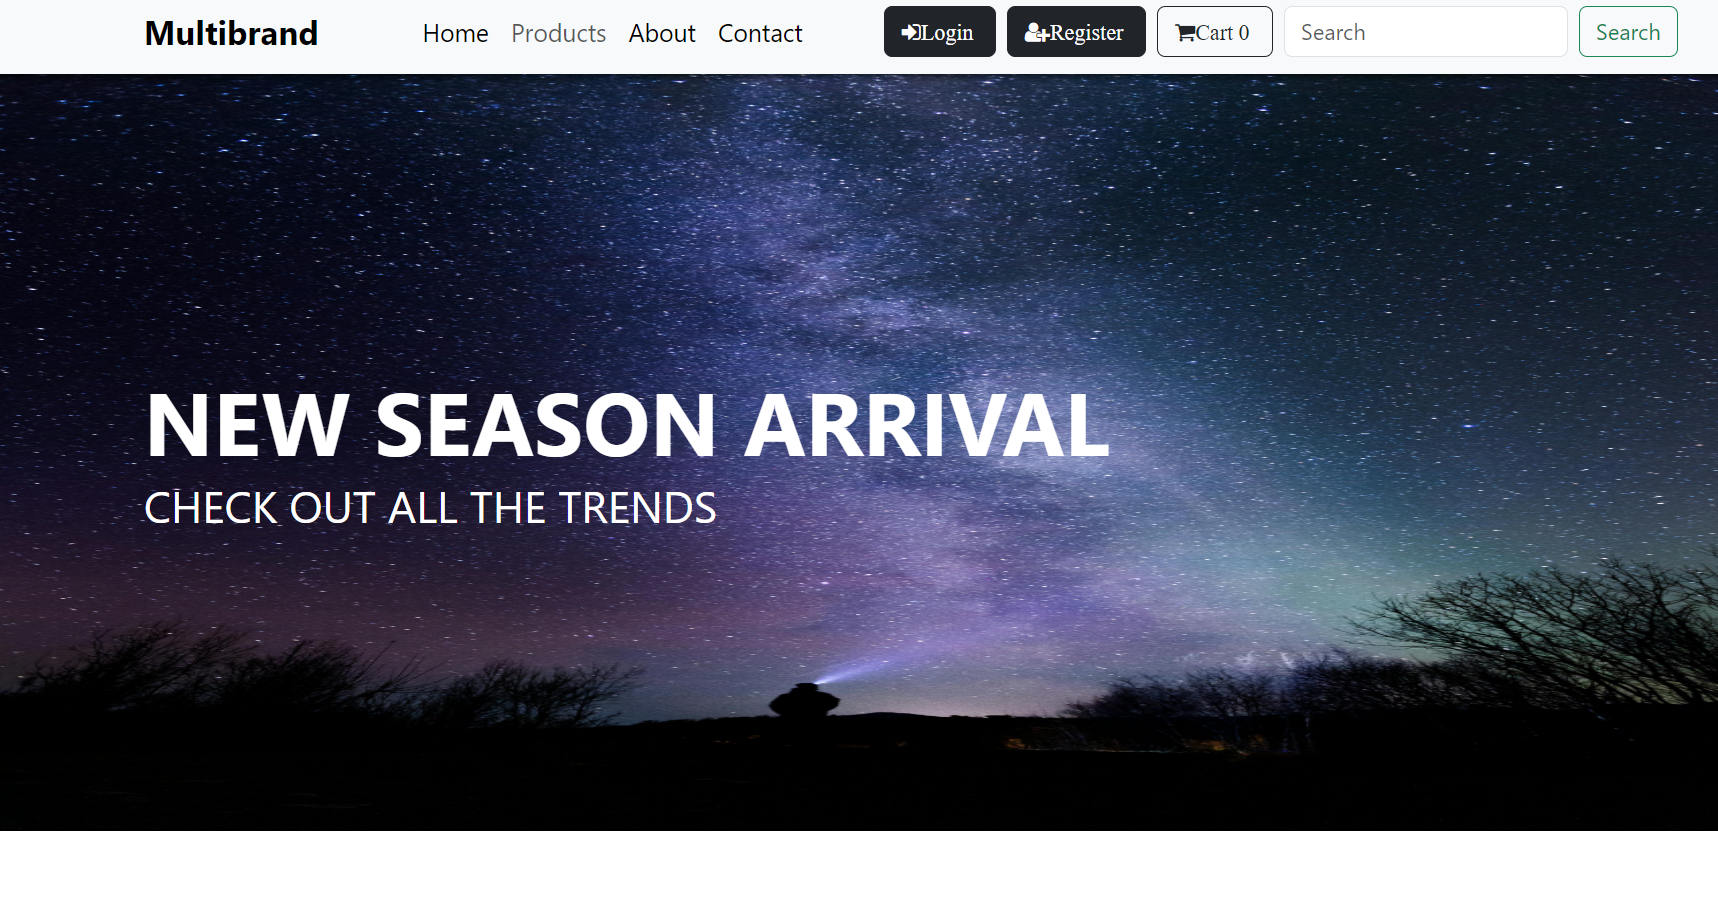 Multibrand Home Products About Contact Login Register Cart 0 Search Search
NEW SEASON ARRIVAL
CHECK OUT ALL THE TRENDS